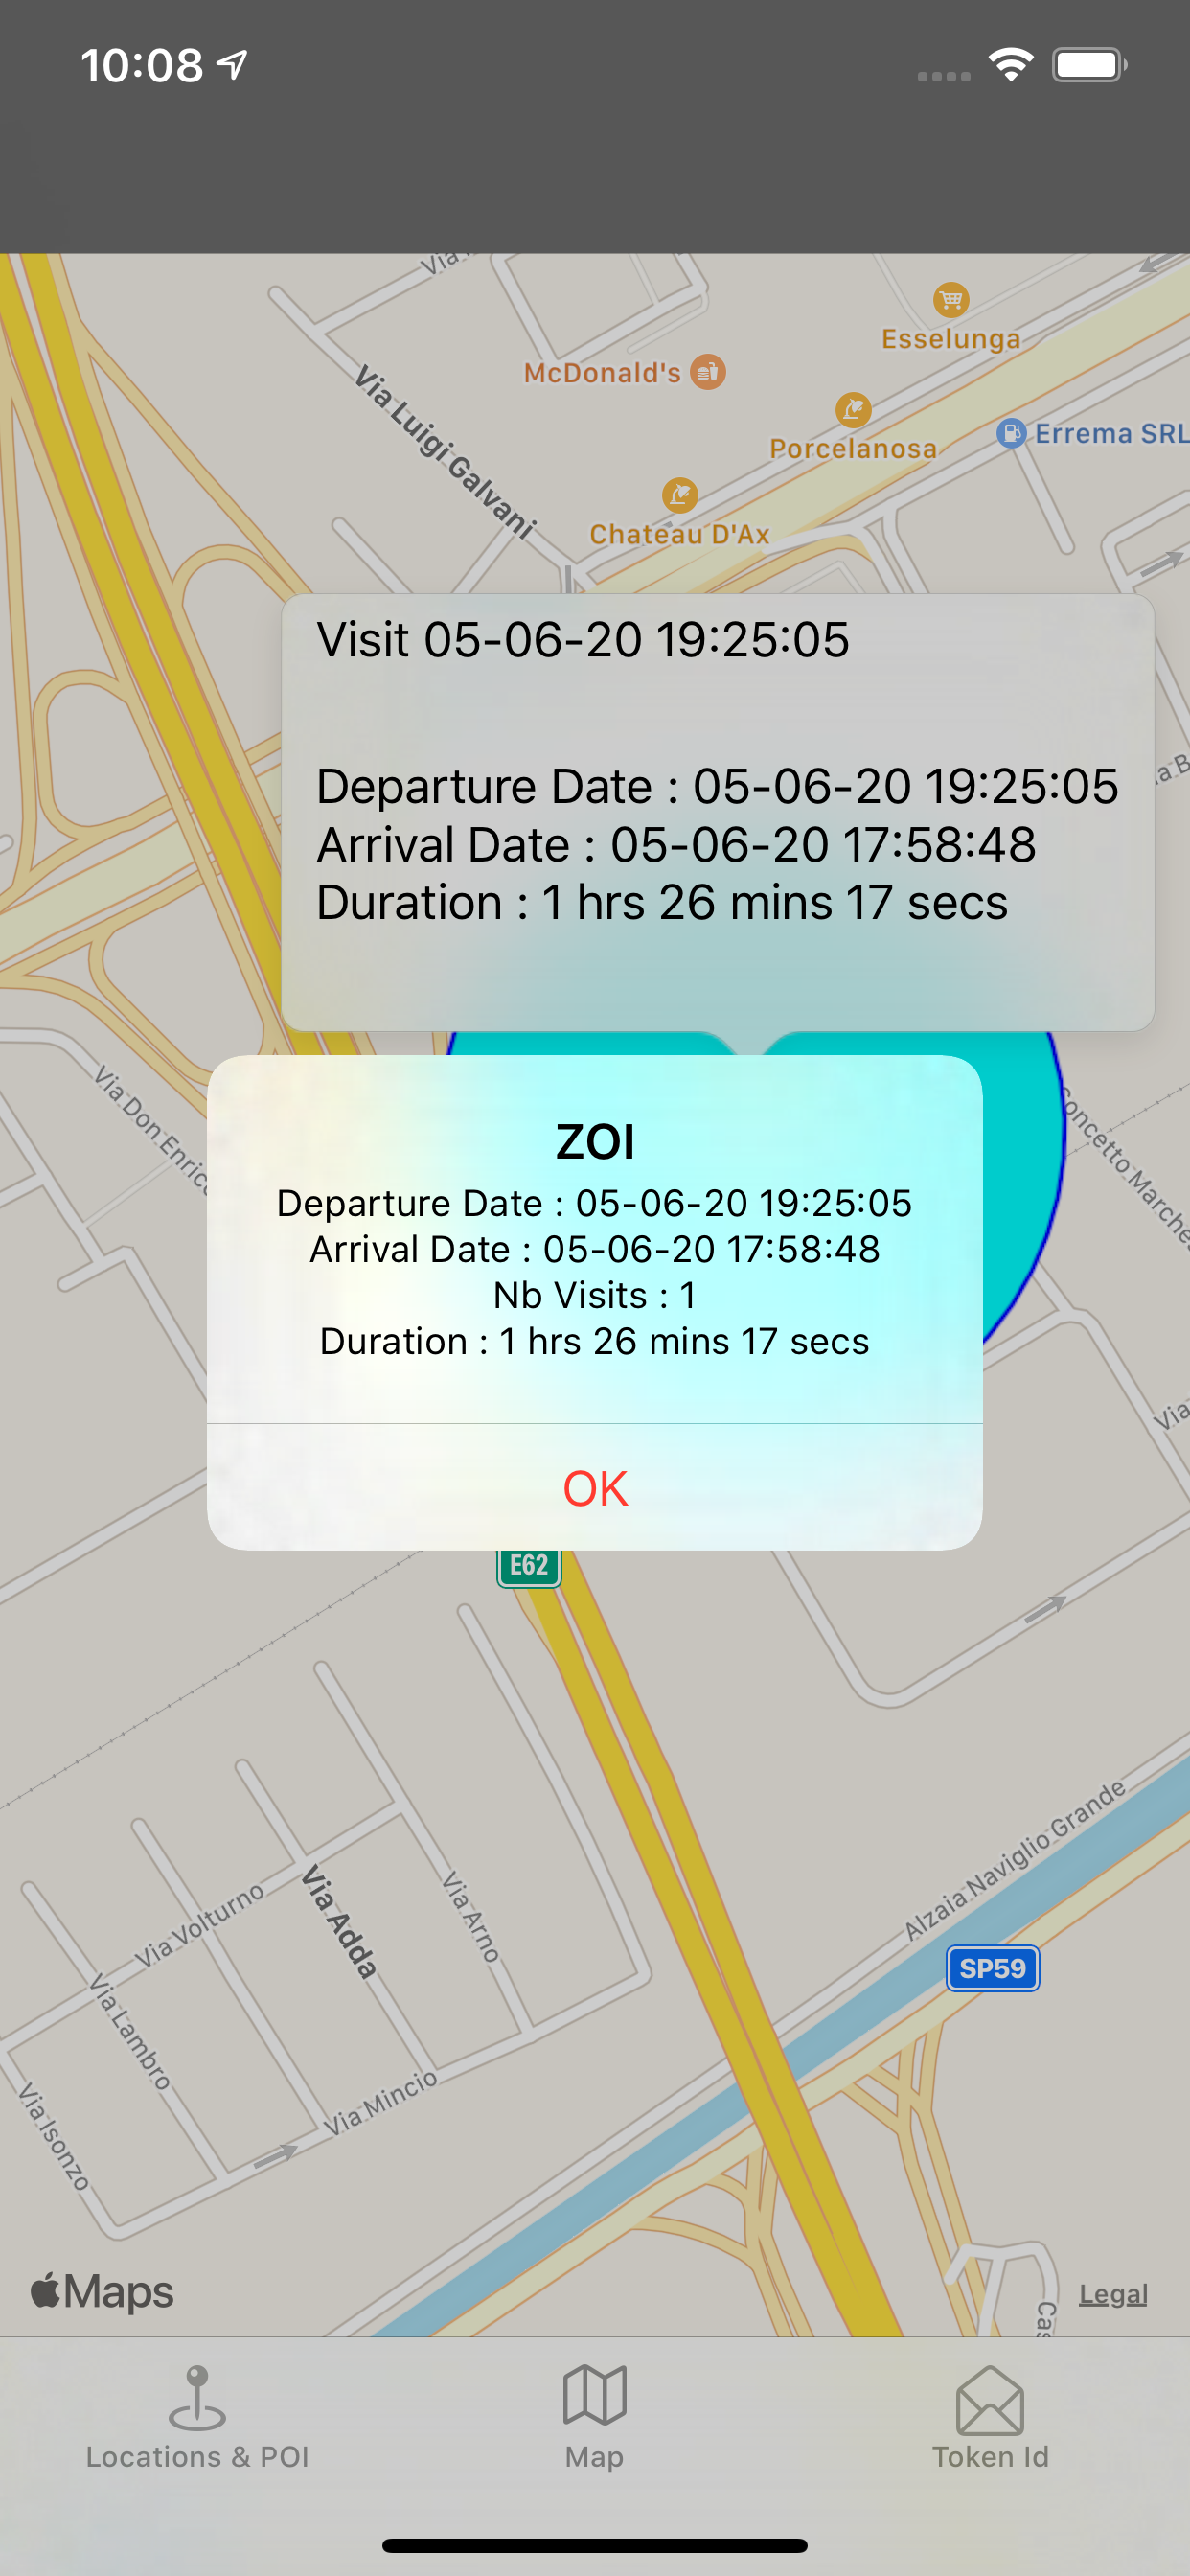 10:08
Via
Esselunga
McDonald's
Via Luigi Galvani
Porcelanosa
Errema SRL
Chateau D'Ax
Visit 05-06-20 19:25:05
Departure Date : 05-06-20 19:25:05
Arrival Date : 05-06-20 17:58:48
Duration : 1 hrs 26 mins 17 secs
Via Don Enrico
Concetto Marches
ZOI
Departure Date : 05-06-20 19:25:05
Arrival Date : 05-06-20 17:58:48
Nb Visits : 1
Duration : 1 hrs 26 mins 17 secs
Via
OK
E62
Alzaia Naviglio Grande
Via Volturno
Via Adda
Via Arno
SP59
Via Lambro
Via Mincio
Via Isonzo
Maps
Legal
Cas
Locations & POI
Map
Token Id